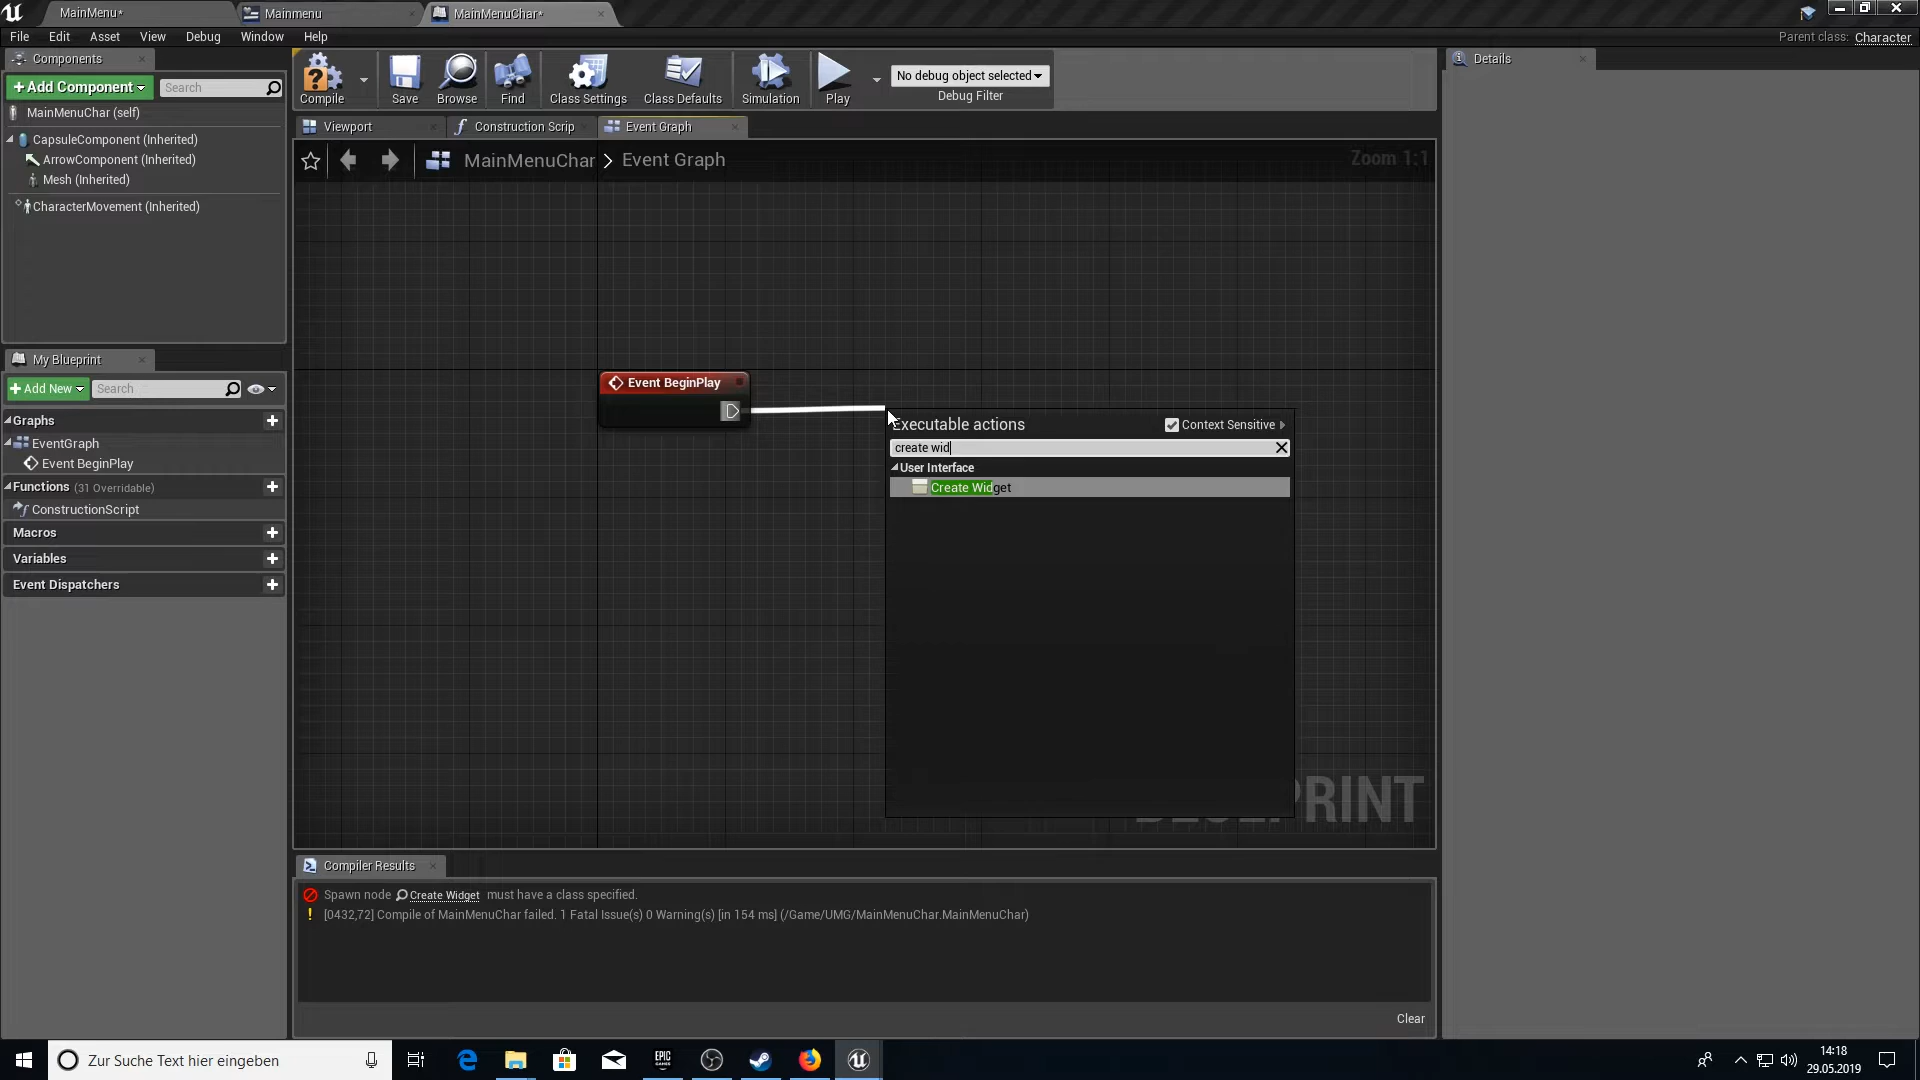 MainMenu*
Mainmenu
MainMenuChar*
File Edit Asset View Debug Window Help
Parent class: Character
Components
+Add Component
Search
MainMenuChar (self)
CapsuleComponent (Inherited)
ArrowComponent (Inherited)
Mesh (Inherited)
CharacterMovement (Inherited)
My Blueprint
+Add New
Search
Graphs
EventGraph
Event BeginPlay
Functions (31 Overridable)
ConstructionScript
Macros
Variables
Event Dispatchers
Compile
Save
Browse
Find
Class Settings
Class Defaults
Simulation
Play
No debug object selected
Debug Filter
Viewport
Construction Scrip
Event Graph
MainMenuChar > Event Graph
Zoom 1:1
Event BeginPlay
Executable actions
Context Sensitive
create wid
User Interface
Create Widget
Compiler Results
Spawn node Create Widget must have a class specified.
[0432,72] Compile of MainMenuChar failed. 1 Fatal Issue(s) 0 Warning(s) [in 154 ms] (/Game/UMG/MainMenuChar.MainMenuChar)
Clear
Details
Zur Suche Text hier eingeben
EPIC
GAMES
14:18
29.05.2019